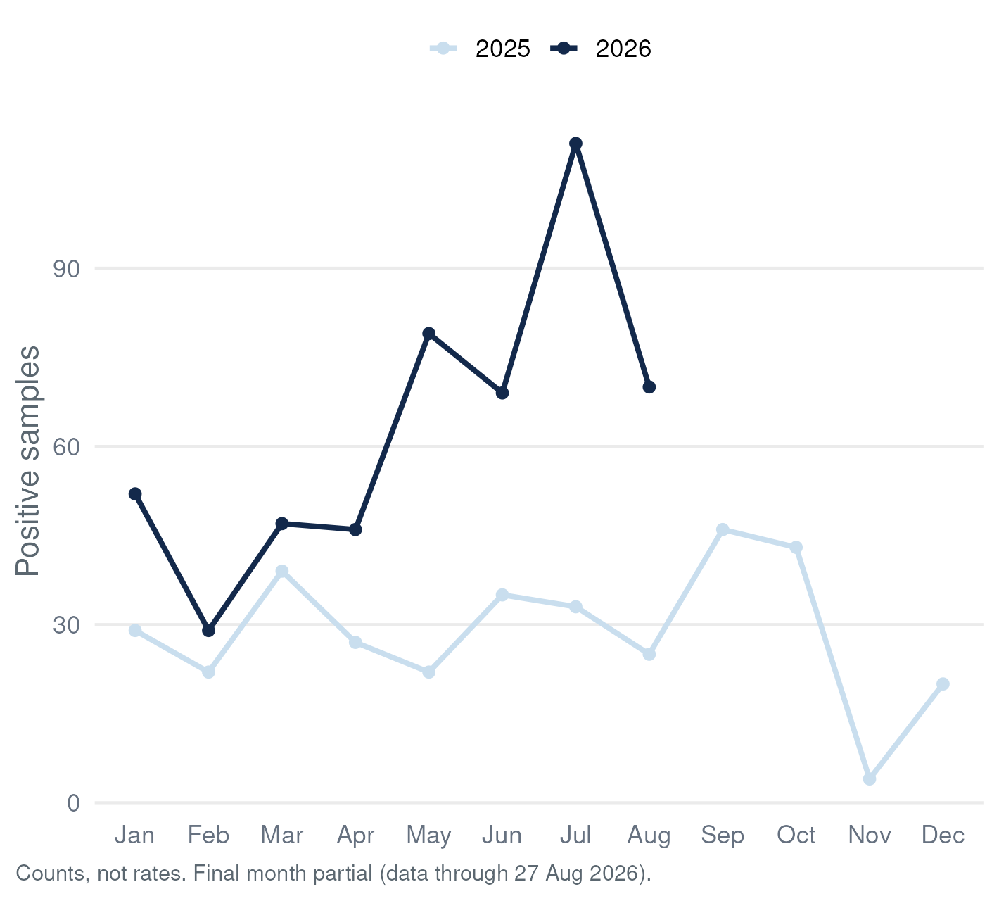 2025 2026
90
60
30
0
Positive samples
Jan Feb Mar Apr May Jun Jul Aug Sep Oct Nov Dec
Counts, not rates. Final month partial (data through 27 Aug 2026).